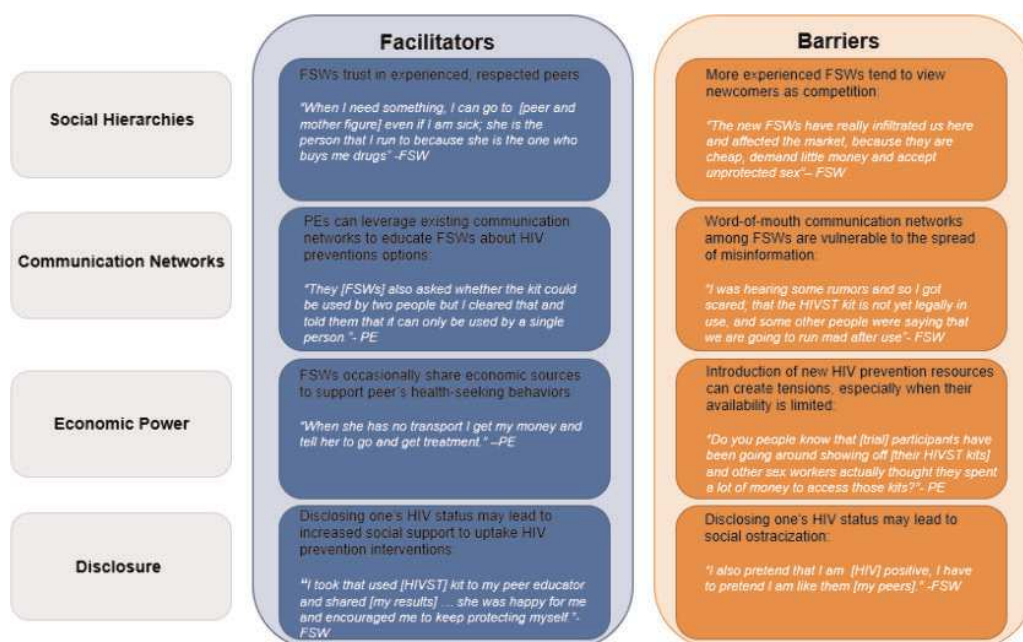 Facilitators
Barriers
Social Hierarchies
FSWs trust in experienced, respected peers
"When I need something, I can go to [peer and
mother figure] even if I am sick; she is the
person that I run to because she is the one who
buys me drugs" -FSW
More experienced FSWs tend to view
newcomers as competition:
"The new FSWs have really infiltrated us here
and affected the market, because they are
cheap, demand little money and accept
unprotected sex"– FSW
Communication Networks
PEs can leverage existing communication
networks to educate FSWs about HIV
preventions options:
"They [FSWs] also asked whether the kit could
be used by two people but I cleared that and
told them that it can only be used by a single
person."- PE
Word-of-mouth communication networks
among FSWs are vulnerable to the spread
of misinformation:
"I was hearing some rumors and so I got
scared, that the HIVST kit is not yet legally in
use, and some other people were saying that
we are going to run mad after use"- FSW
Economic Power
FSWs occasionally share economic sources
to support peer's health-seeking behaviors
"When she has no transport I get my money and
tell her to go and get treatment." –PE
Introduction of new HIV prevention resources
can create tensions, especially when their
availability is limited:
"Do you people know that [trial] participants have
been going around showing off [their HIVST kits]
and other sex workers actually thought they spent
a lot of money to access those kits?"- PE
Disclosure
Disclosing one's HIV status may lead to
increased social support to uptake HIV
prevention interventions:
"I took that used [HIVST] kit to my peer educator
and shared [my results] ... she was happy for me
and encouraged me to keep protecting myself."-
FSW
Disclosing one's HIV status may lead to
social ostracization:
"I also pretend that I am [HIV] positive, I have
to pretend I am like them [my peers]." -FSW